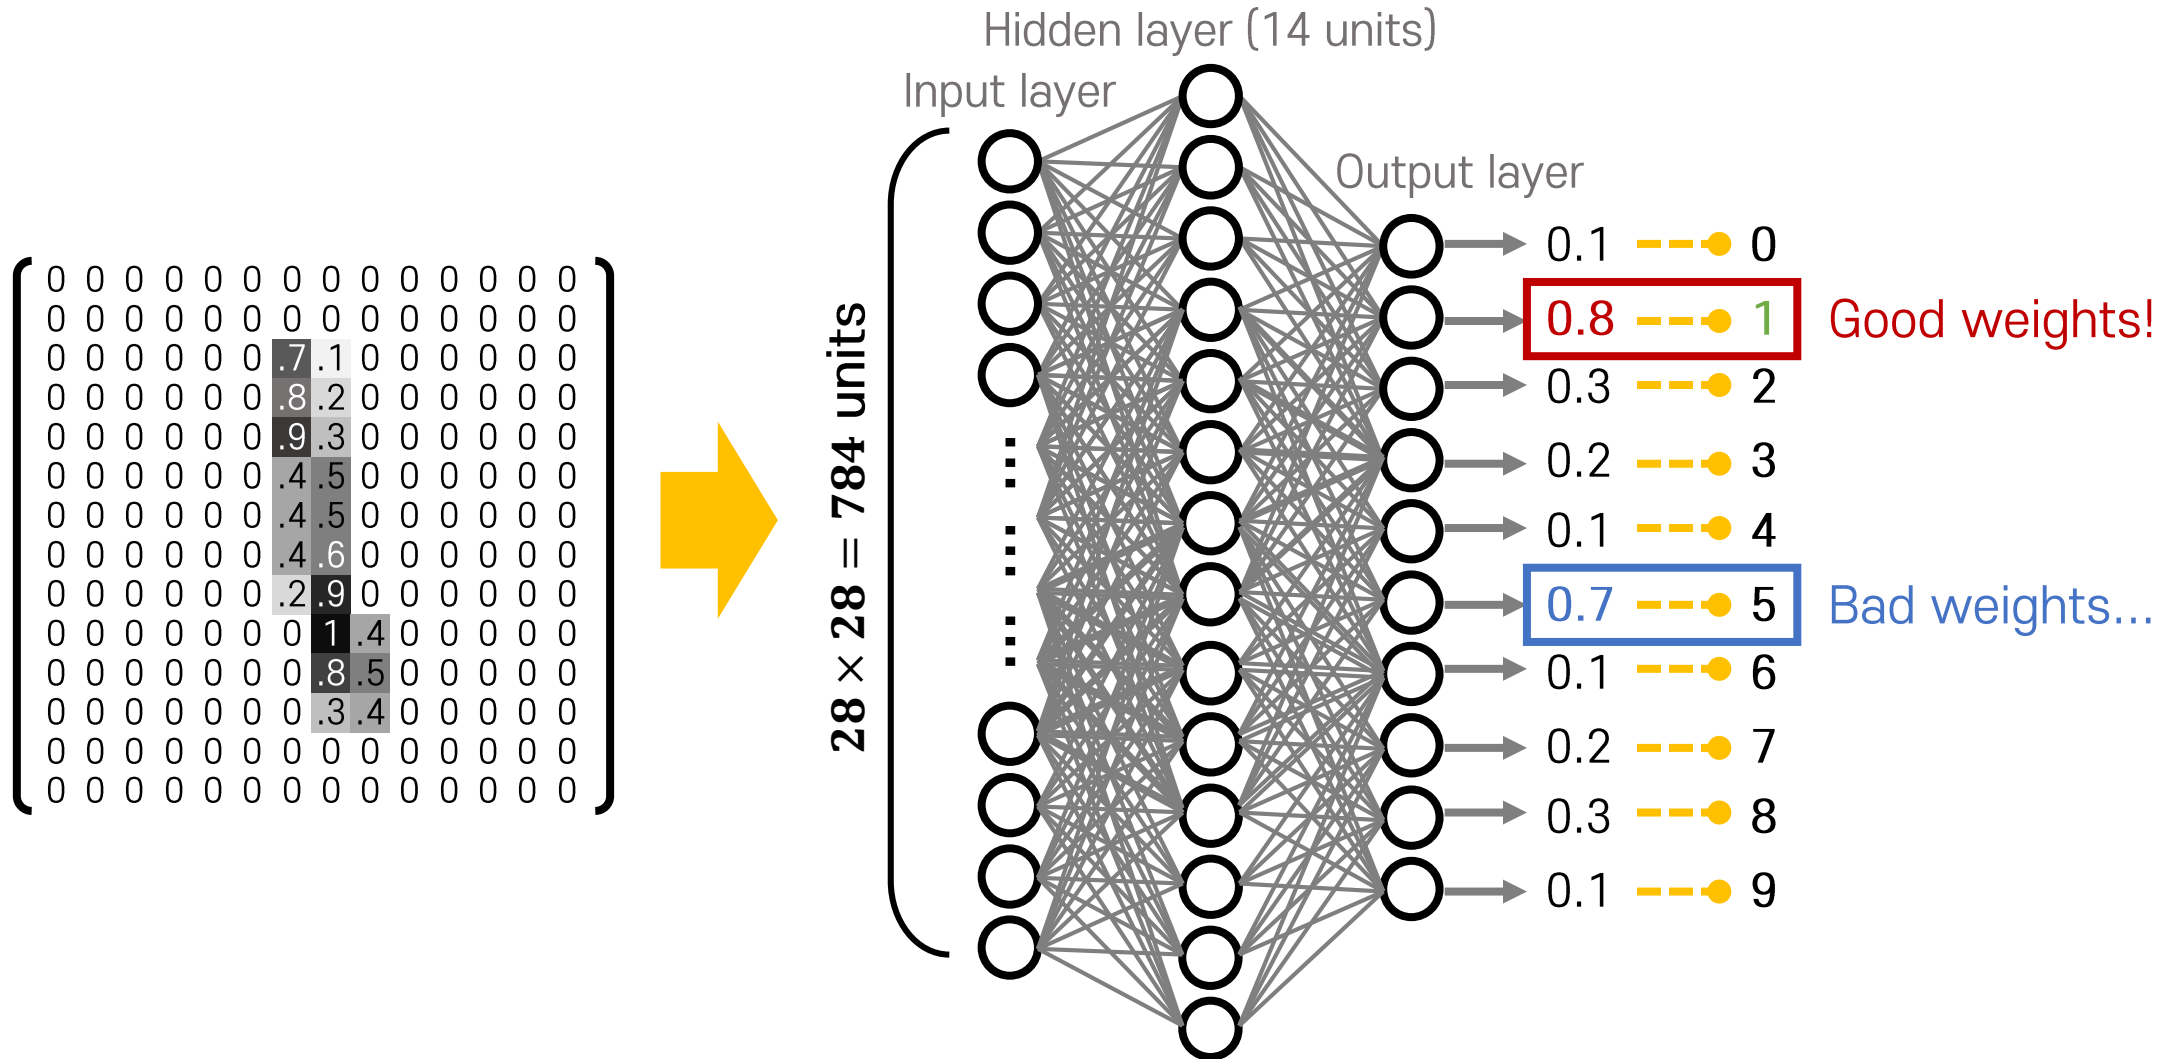 Hidden layer (14 units)
Input layer
Output layer
0 0 0 0 0 0 0 0 0 0 0 0 0 0
0 0 0 0 0 0 0 0 0 0 0 0 0 0
0 0 0 0 0 0 .7 .1 0 0 0 0 0 0
0 0 0 0 0 0 .8 .2 0 0 0 0 0 0
0 0 0 0 0 0 .9 .3 0 0 0 0 0 0
0 0 0 0 0 0 .4 .5 0 0 0 0 0 0
0 0 0 0 0 0 .4 .5 0 0 0 0 0 0
0 0 0 0 0 0 .4 .6 0 0 0 0 0 0
0 0 0 0 0 0 .2 .9 0 0 0 0 0 0
0 0 0 0 0 0 0 1 .4 0 0 0 0 0
0 0 0 0 0 0 0 .8 .5 0 0 0 0 0
0 0 0 0 0 0 0 .3 .4 0 0 0 0 0
0 0 0 0 0 0 0 0 0 0 0 0 0 0
0 0 0 0 0 0 0 0 0 0 0 0 0 0
28 × 28 = 784 units
...
...
...
0.1 0
0.8 1 Good weights!
0.3 2
0.2 3
0.1 4
0.7 5 Bad weights...
0.1 6
0.2 7
0.3 8
0.1 9